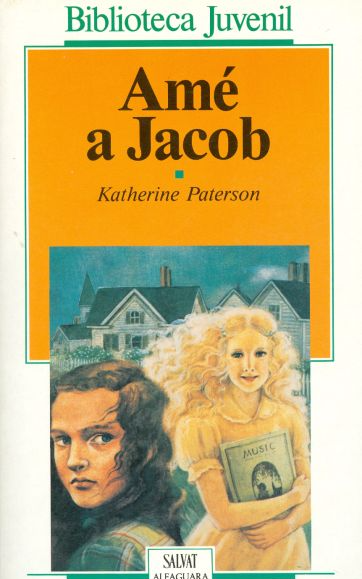 Biblioteca Juvenil
Amé
a Jacob
Katherine Paterson
MUSIC
SALVAT
ALFAGUARA